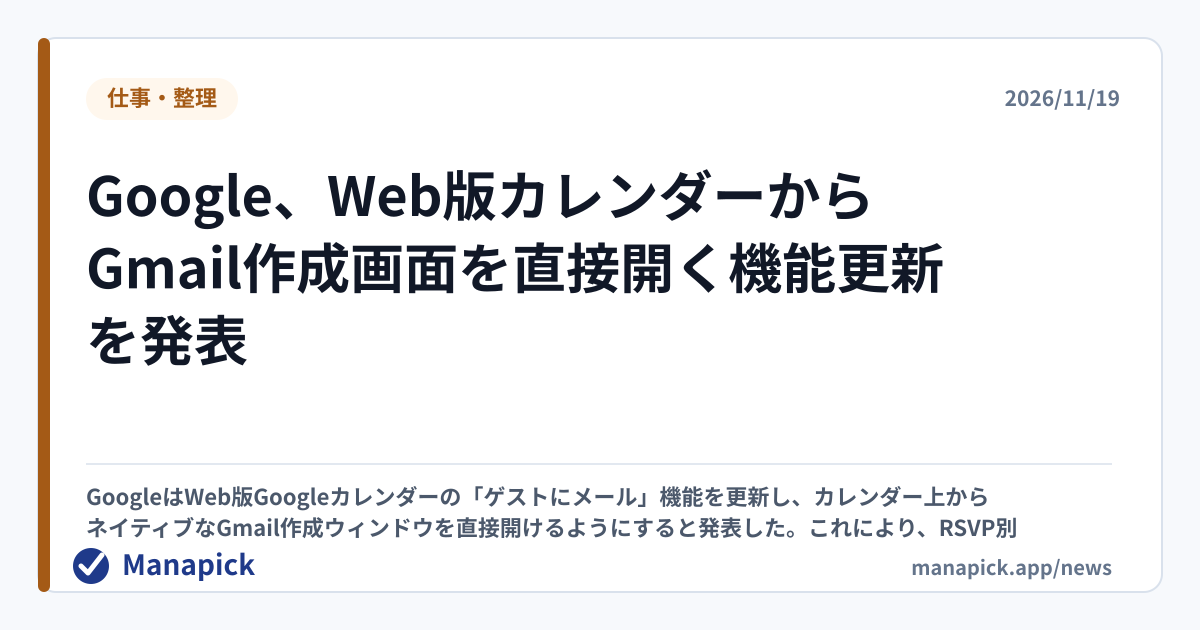 仕事・整理
2026/11/19
Google、Web版カレンダーから
Gmail作成画面を直接開く機能更新
を発表
GoogleはWeb版Googleカレンダーの「ゲストにメール」機能を更新し、カレンダー上から
ネイティブなGmail作成ウィンドウを直接開けるようにすると発表した。これにより、RSVP別
Manapick
manapick.app/news